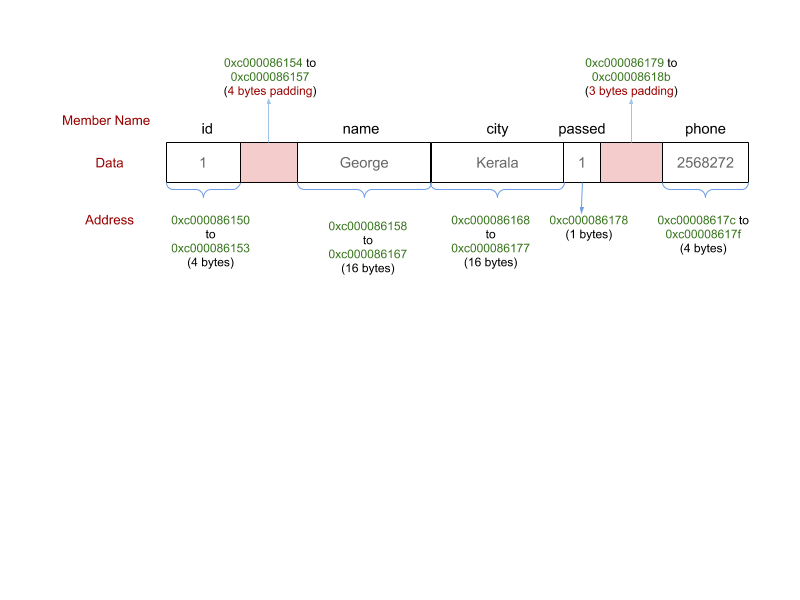 0xc000086154 to
0xc000086157
(4 bytes padding)
0xc000086179 to
0xc00008618b
(3 bytes padding)
Member Name
id
name
city
passed
phone
Data
1
George
Kerala
1
2568272
Address
0xc000086150
to
0xc000086153
(4 bytes)
0xc000086158
to
0xc000086167
(16 bytes)
0xc000086168
to
0xc000086177
(16 bytes)
0xc000086178
(1 bytes)
0xc00008617c to
0xc00008617f
(4 bytes)